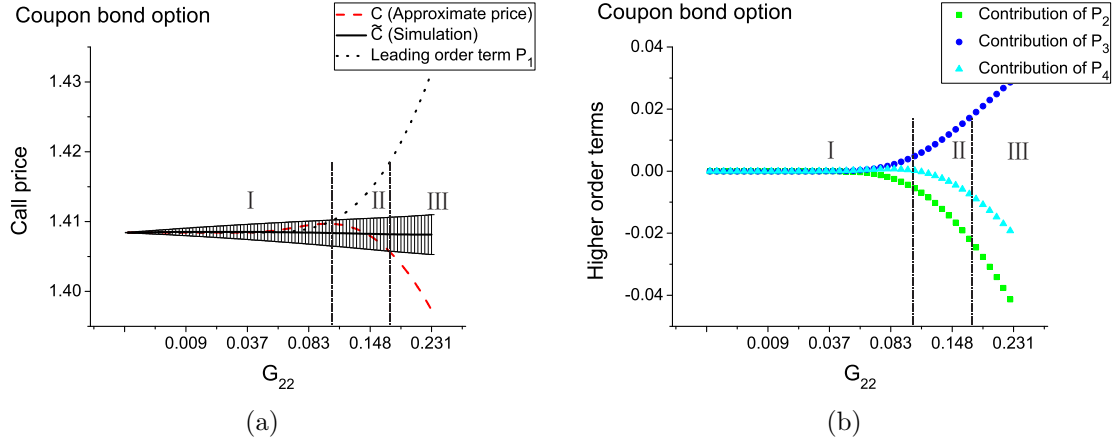 Coupon bond option
C (Approximate price)
C̃ (Simulation)
Leading order term P₁
1.43
1.42
1.41
1.40
Call price
I
II
III
0.009
0.037
0.083
0.148
0.231
G₂₂
(a)
Coupon bond option
Contribution of P₂
Contribution of P₃
Contribution of P₄
0.04
0.02
0.00
-0.02
-0.04
Higher order terms
I
II
III
0.009
0.037
0.083
0.148
0.231
G₂₂
(b)